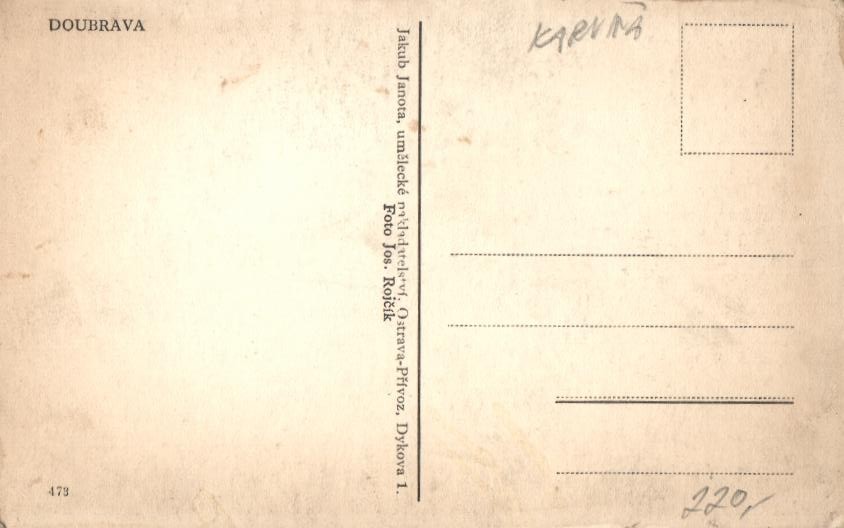 DOUBRAVA
Jakub Janota, umělecké nakladatelství, Ostrava-Přívoz, Dykova 1.
Foto Jos. Rojčík
473
KARVINÁ
220,-